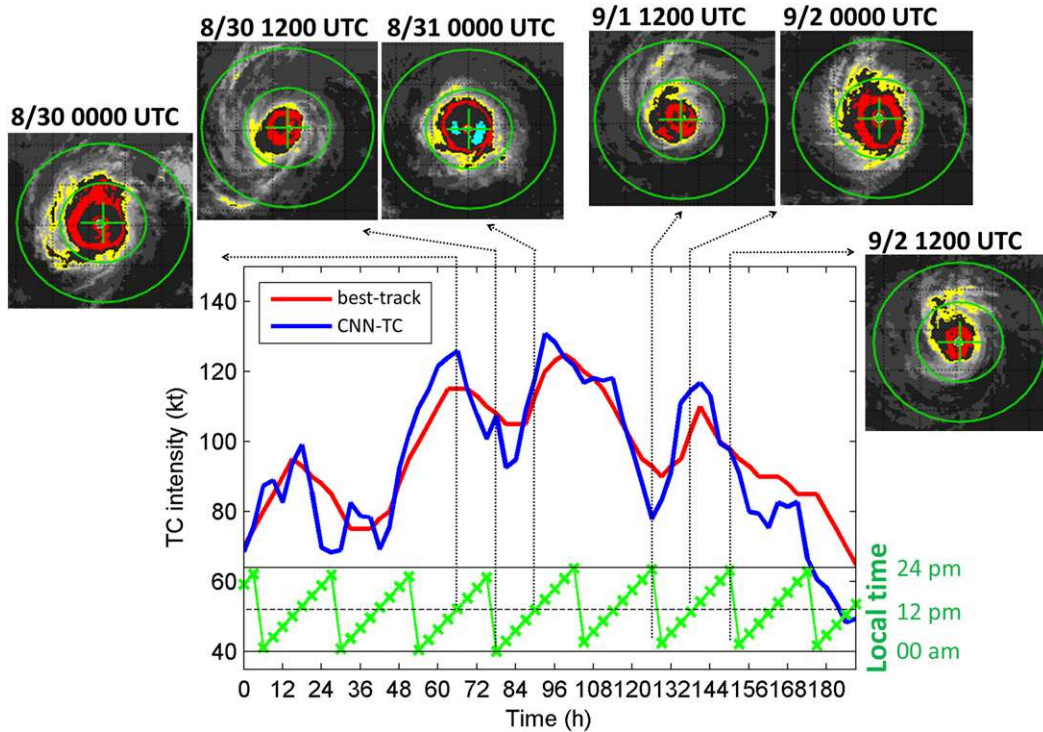 8/30 0000 UTC
8/30 1200 UTC
8/31 0000 UTC
9/1 1200 UTC
9/2 0000 UTC
9/2 1200 UTC
best-track
CNN-TC
TC intensity (kt)
140
120
100
80
60
40
0 12 24 36 48 60 72 84 96 108 120 132 144 156 168 180
Time (h)
Local time
24 pm
12 pm
00 am